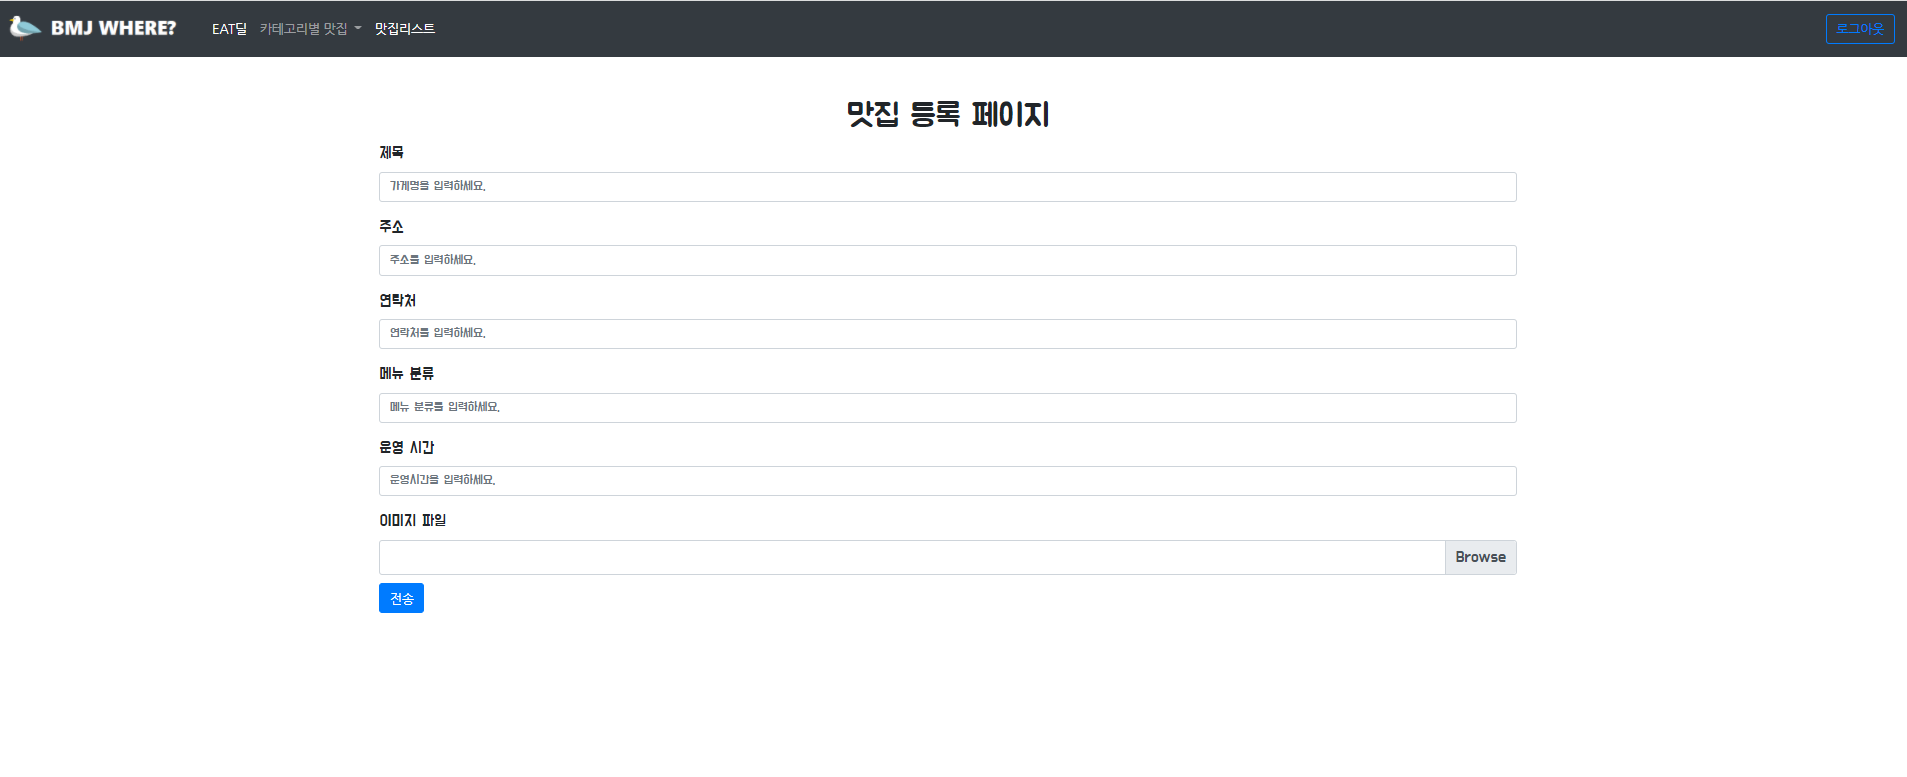 BMJ WHERE? EAT딜 카테고리별 맛집 맛집리스트 로그아웃
맛집 등록 페이지
제목
가게명을 입력하세요.
주소
주소를 입력하세요.
연락처
연락처를 입력하세요.
메뉴 분류
메뉴 분류를 입력하세요.
운영 시간
운영시간을 입력하세요.
이미지 파일
Browse
전송